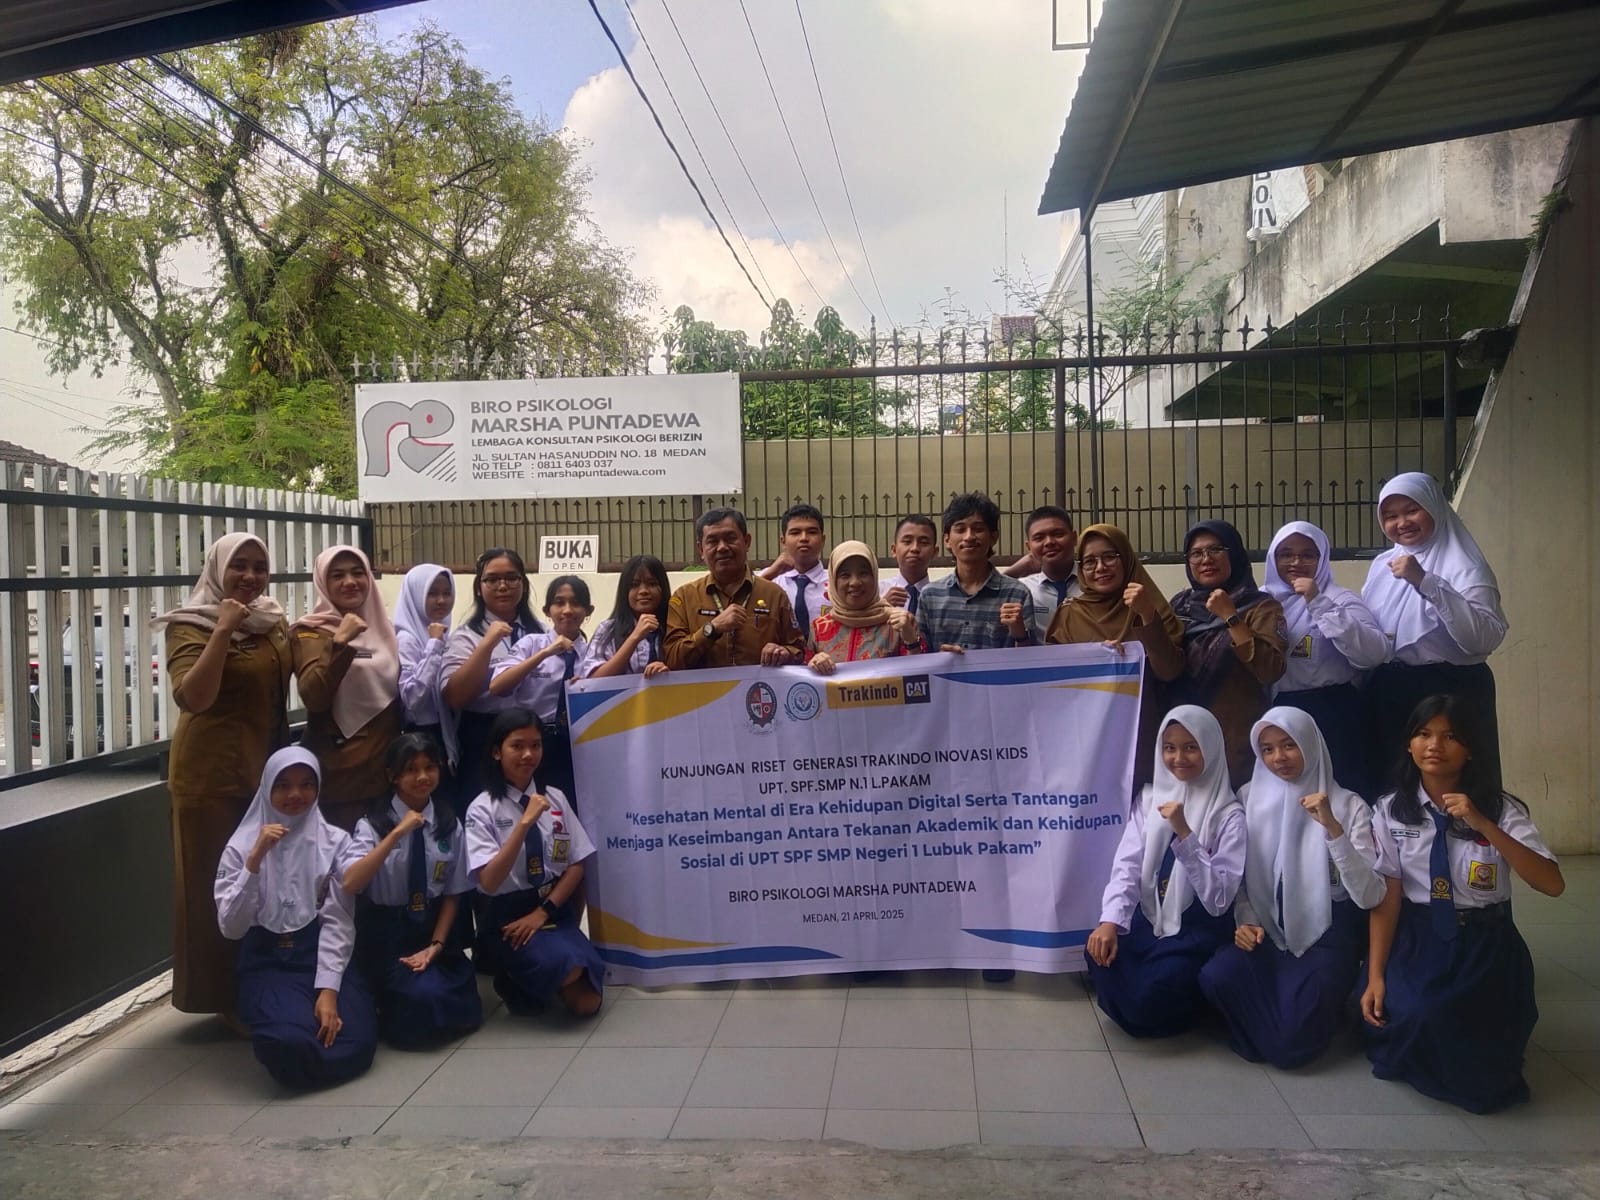 BIRO PSIKOLOGI
MARSHA PUNTADEWA
LEMBAGA KONSULTAN PSIKOLOGI BERIZIN
JL. SULTAN HASANUDDIN NO. 18 MEDAN
NO TELP : 0811 6403 037
WEBSITE : marshapuntadewa.com
BUKA
OPEN
Trakindo CAT
KUNJUNGAN RISET GENERASI TRAKINDO INOVASI KIDS
UPT, SPF.SMP N.1 L.PAKAM
“Kesehatan Mental di Era Kehidupan Digital Serta Tantangan
Menjaga Keseimbangan Antara Tekanan Akademik dan Kehidupan
Sosial di UPT SPF SMP Negeri 1 Lubuk Pakam”
BIRO PSIKOLOGI MARSHA PUNTADEWA
MEDAN, 21 APRIL 2025